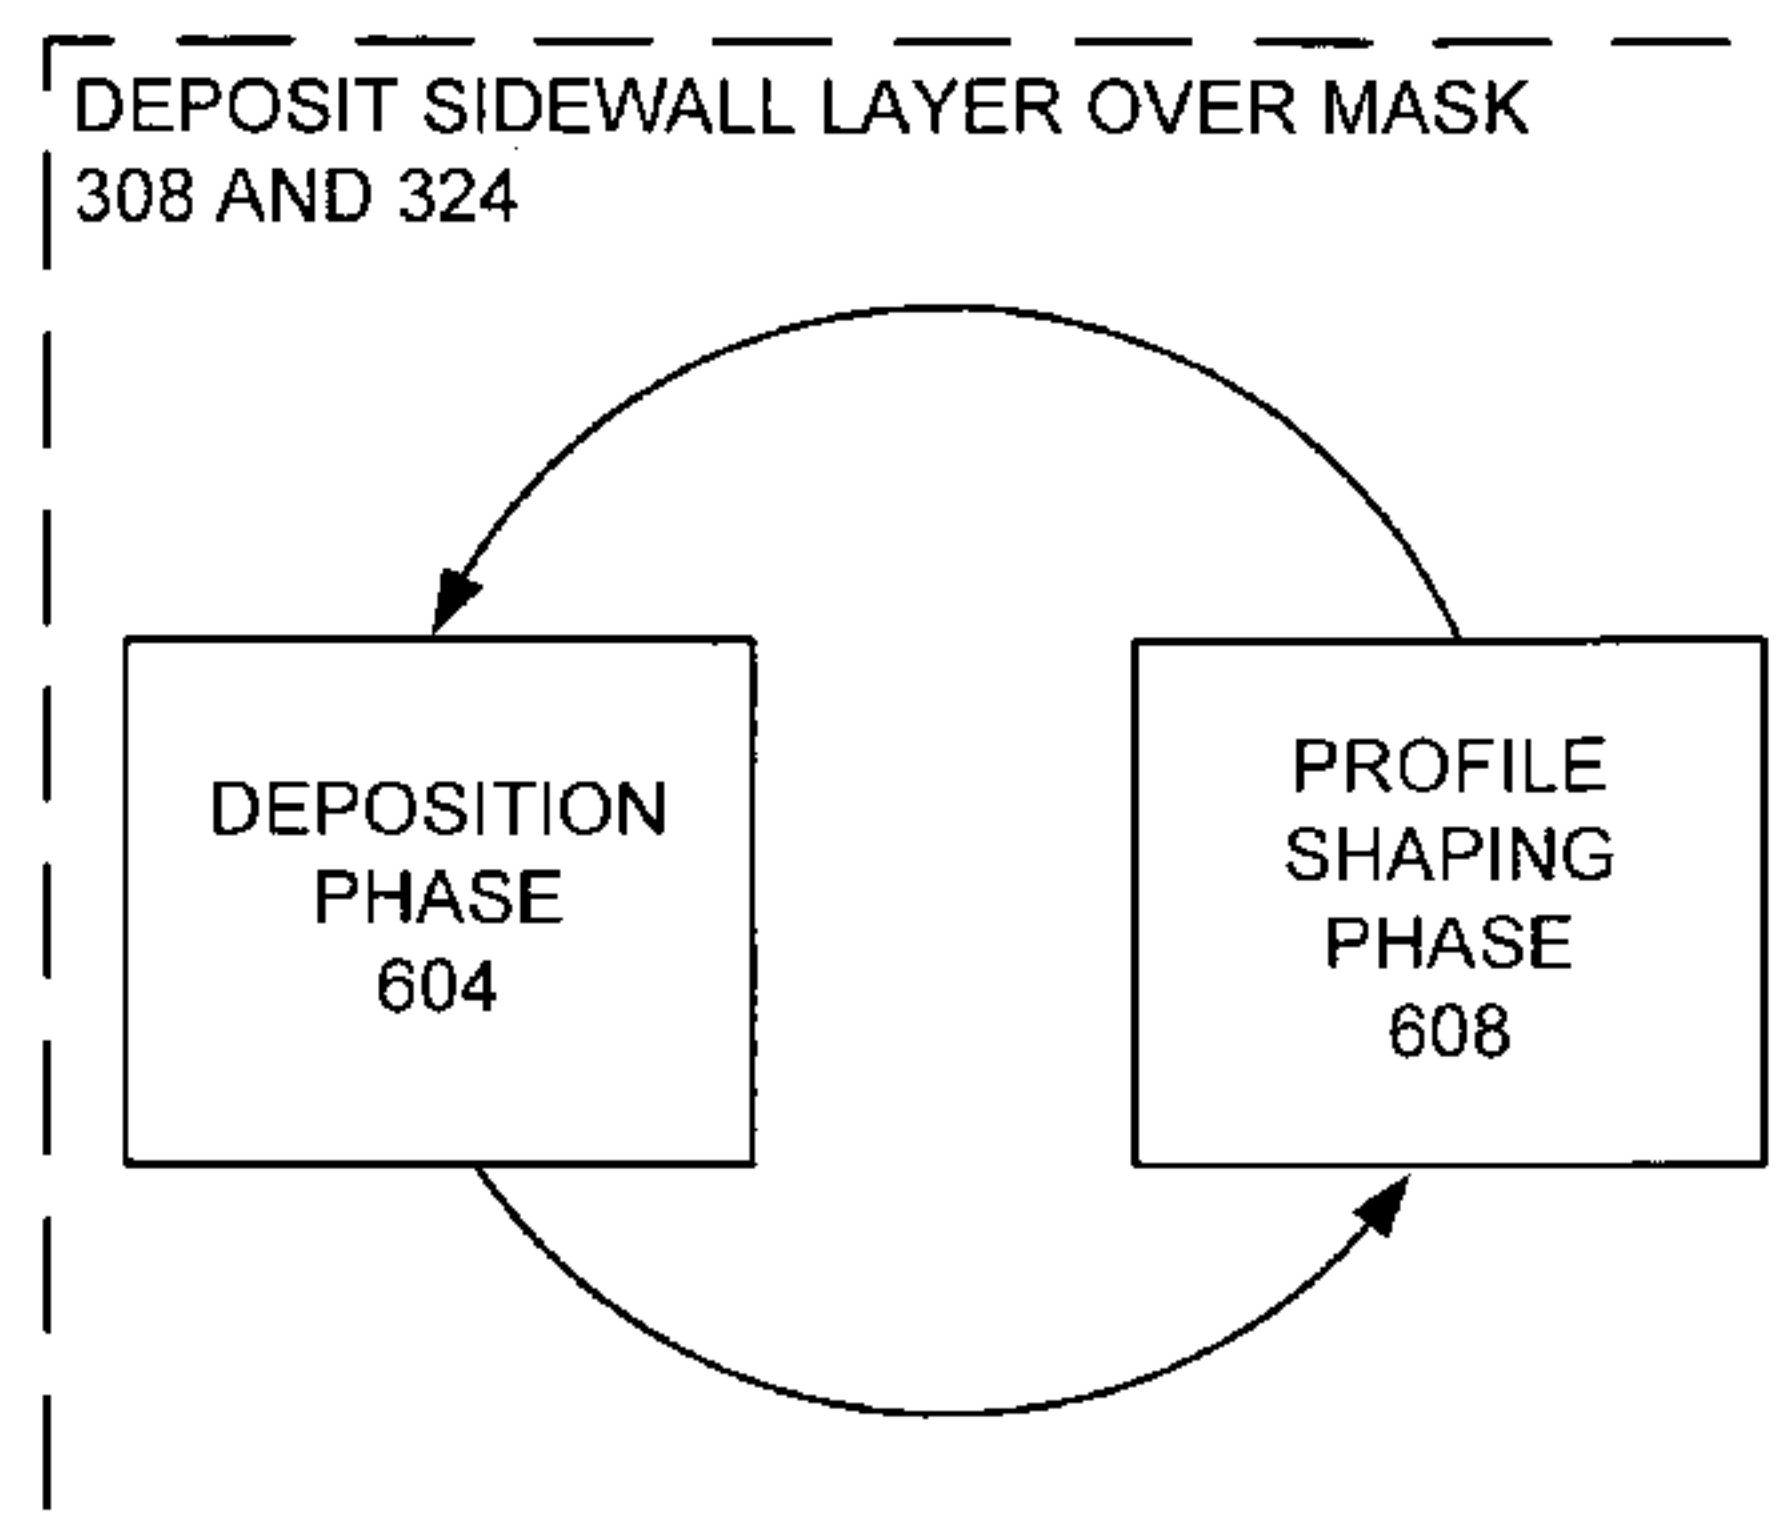 DEPOSIT SIDEWALL LAYER OVER MASK
308 AND 324
DEPOSITION
PHASE
604
PROFILE
SHAPING
PHASE
608